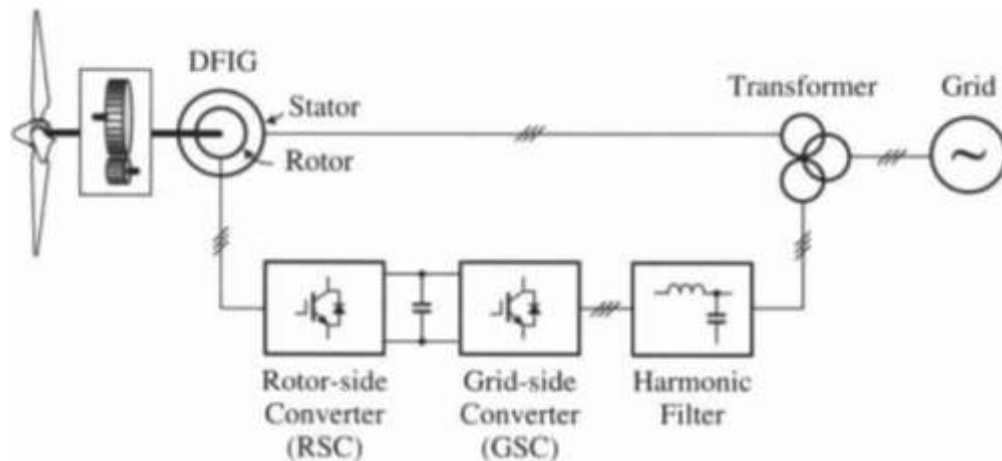 DFIG
Stator
Rotor
Transformer
Grid
~
Rotor-side
Converter
(RSC)
Grid-side
Converter
(GSC)
Harmonic
Filter